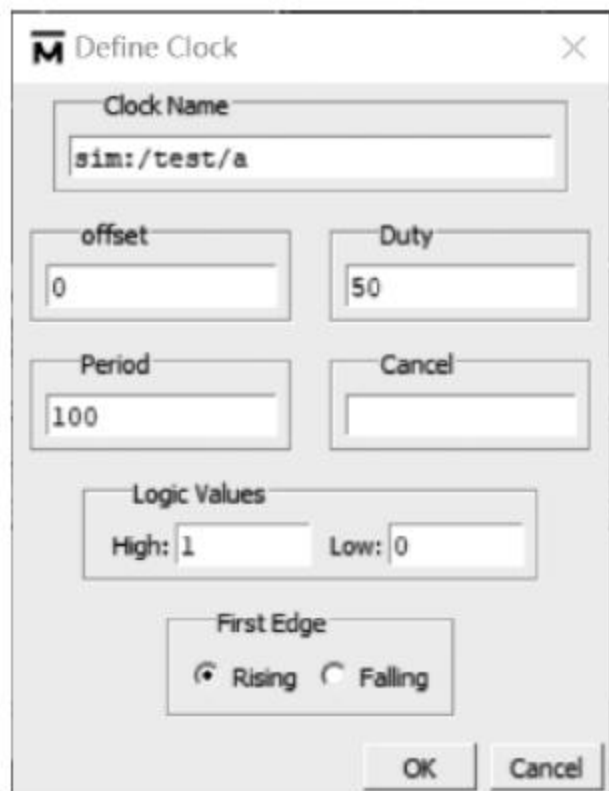 M Define Clock
Clock Name
sim:/test/a
offset Duty
0 50
Period Cancel
100
Logic Values
High: 1 Low: 0
First Edge
Rising Falling
OK Cancel